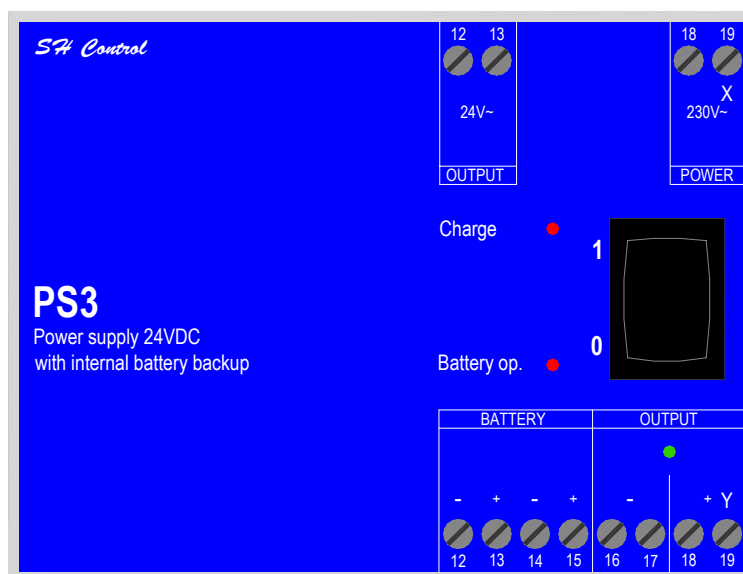 SH Control
12 13
18 19
X
24V~
230V~
OUTPUT
POWER
Charge
1
PS3
Power supply 24VDC
with internal battery backup
0
Battery op.
BATTERY
OUTPUT
- + - + - + Y
12 13 14 15 16 17 18 19